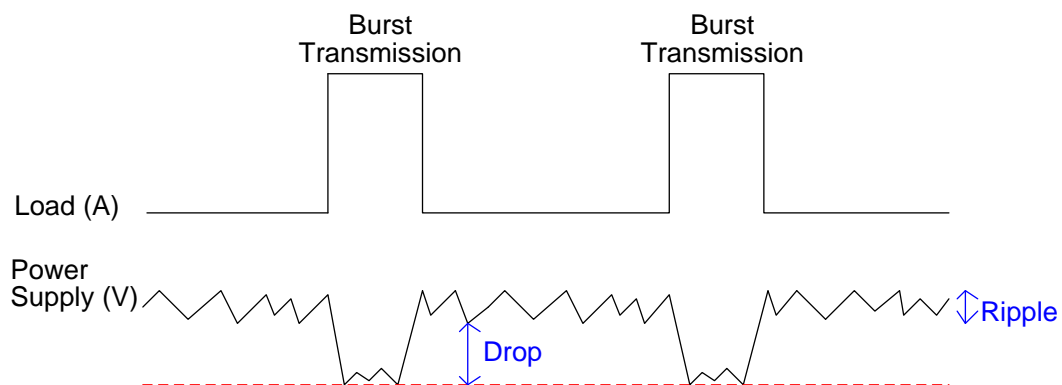 Burst
Transmission
Burst
Transmission
Load (A)
Power
Supply (V)
Ripple
Drop